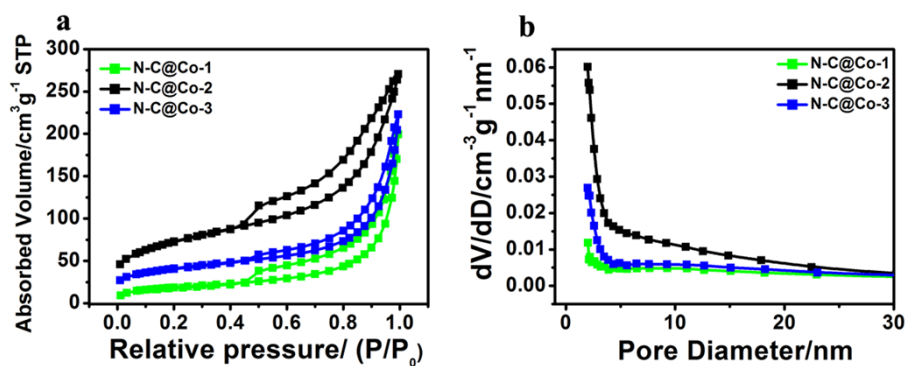 a
Absorbed Volume/cm³g⁻¹ STP
300
250
200
150
100
50
0
N-C@Co-1
N-C@Co-2
N-C@Co-3
0.0 0.2 0.4 0.6 0.8 1.0
Relative pressure/ (P/P₀)
b
dV/dD/cm⁻³g⁻¹nm⁻¹
0.06
0.05
0.04
0.03
0.02
0.01
0.00
N-C@Co-1
N-C@Co-2
N-C@Co-3
0 10 20 30
Pore Diameter/nm